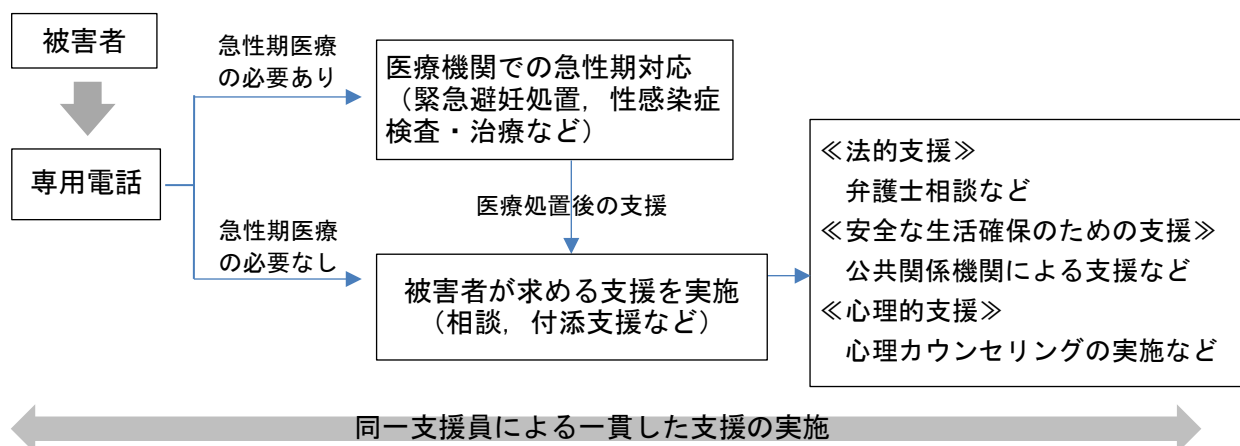 被害者
専用電話
急性期医療
の必要あり
医療機関での急性期対応
（緊急避妊処置，性感染症
検査・治療など）
医療処置後の支援
急性期医療
の必要なし
被害者が求める支援を実施
（相談，付添支援など）
≪法的支援≫
弁護士相談など
≪安全な生活確保のための支援≫
公共関係機関による支援など
≪心理的支援≫
心理カウンセリングの実施など
同一支援員による一貫した支援の実施